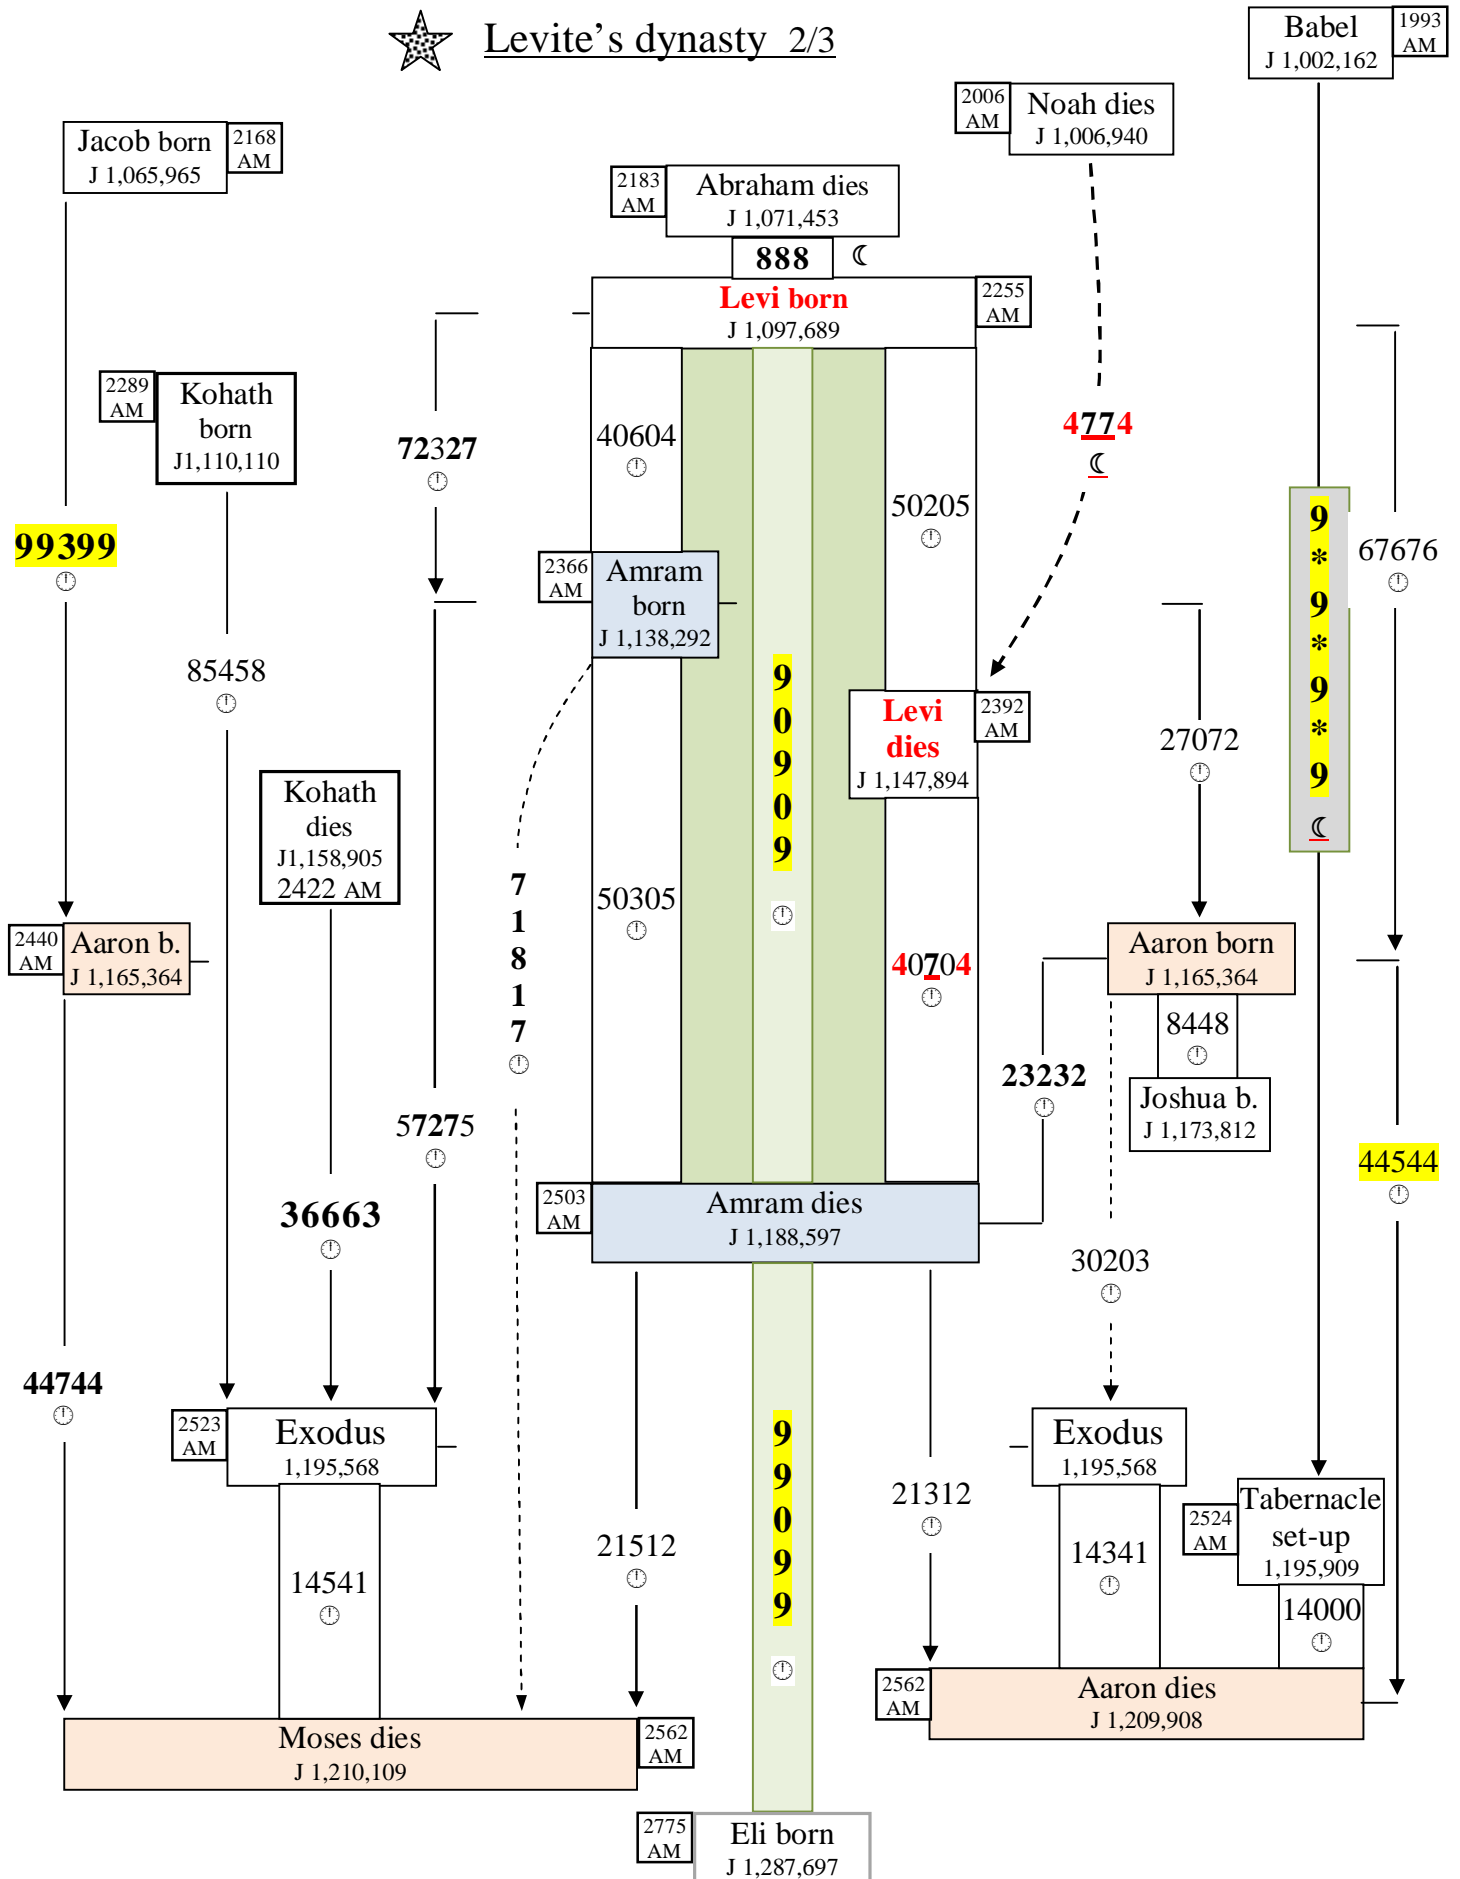 Levite's dynasty 2/3
Babel
J 1,002,162
1993
AM
2006
AM
Noah dies
J 1,006,940
Jacob born
J 1,065,965
2168
AM
2183
AM
Abraham dies
J 1,071,453
888 ☾
Levi born
J 1,097,689
2255
AM
2289
AM
Kohath
born
J1,110,110
72327
40604
4774
☾
50205
9
*
9
*
9
*
9
☾
67676
99399
2366
AM
Amram
born
J 1,138,292
85458
9
0
9
0
9
Levi
dies
J 1,147,894
2392
AM
27072
Kohath
dies
J1,158,905
2422 AM
7
1
8
1
7
50305
2440
AM
Aaron b.
J 1,165,364
40704
Aaron born
J 1,165,364
8448
23232
Joshua b.
J 1,173,812
57275
44544
36663
2503
AM
Amram dies
J 1,188,597
30203
44744
2523
AM
Exodus
1,195,568
9
9
0
9
9
Exodus
1,195,568
21312
Tabernacle
set-up
1,195,909
2524
AM
21512
14541
14341
14000
2562
AM
Aaron dies
J 1,209,908
Moses dies
J 1,210,109
2562
AM
2775
AM
Eli born
J 1,287,697